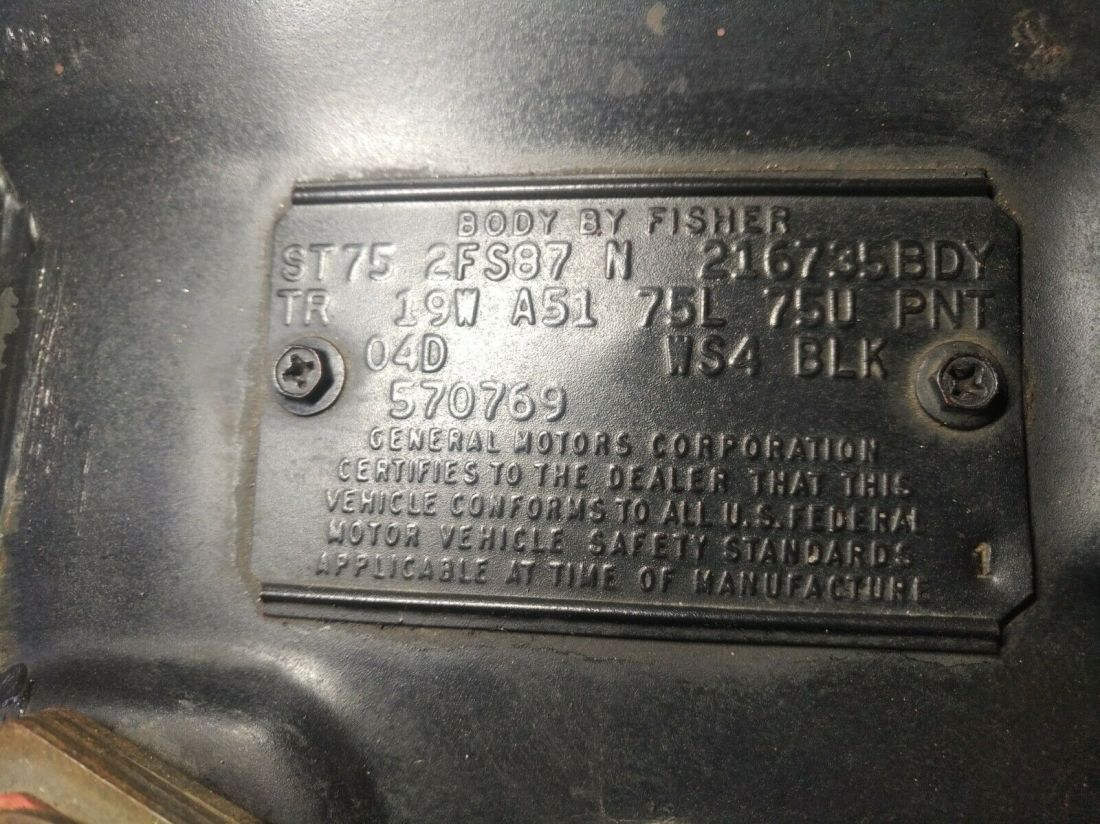 BODY BY FISHER
ST75 2FS87 N 216735BDY
TR 19W A51 75L 75U PNT
04D WS4 BLK
570769
GENERAL MOTORS CORPORATION
CERTIFIES TO THE DEALER THAT THIS
VEHICLE CONFORMS TO ALL U.S. FEDERAL
MOTOR VEHICLE SAFETY STANDARDS
APPLICABLE AT TIME OF MANUFACTURE 1